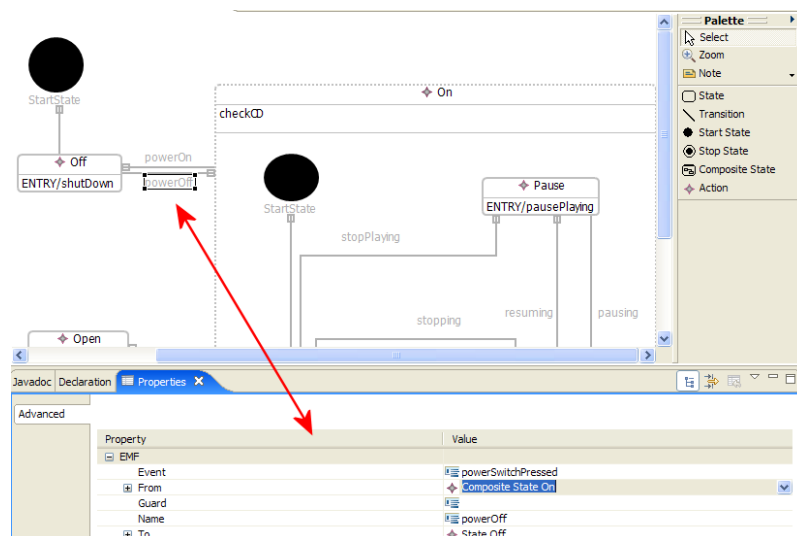 Palette
Select
Zoom
Note
State
Transition
Start State
Stop State
Composite State
Action
StartState
On
checkCD
Off
powerOn
ENTRY/shutDown
powerOff
StartState
Pause
ENTRY/pausePlaying
stopPlaying
stopping
resuming
pausing
Open
Javadoc Declaration Properties
Advanced
Property Value
EMF
Event powerSwitchPressed
From Composite State On
Guard
Name powerOff
To State Off